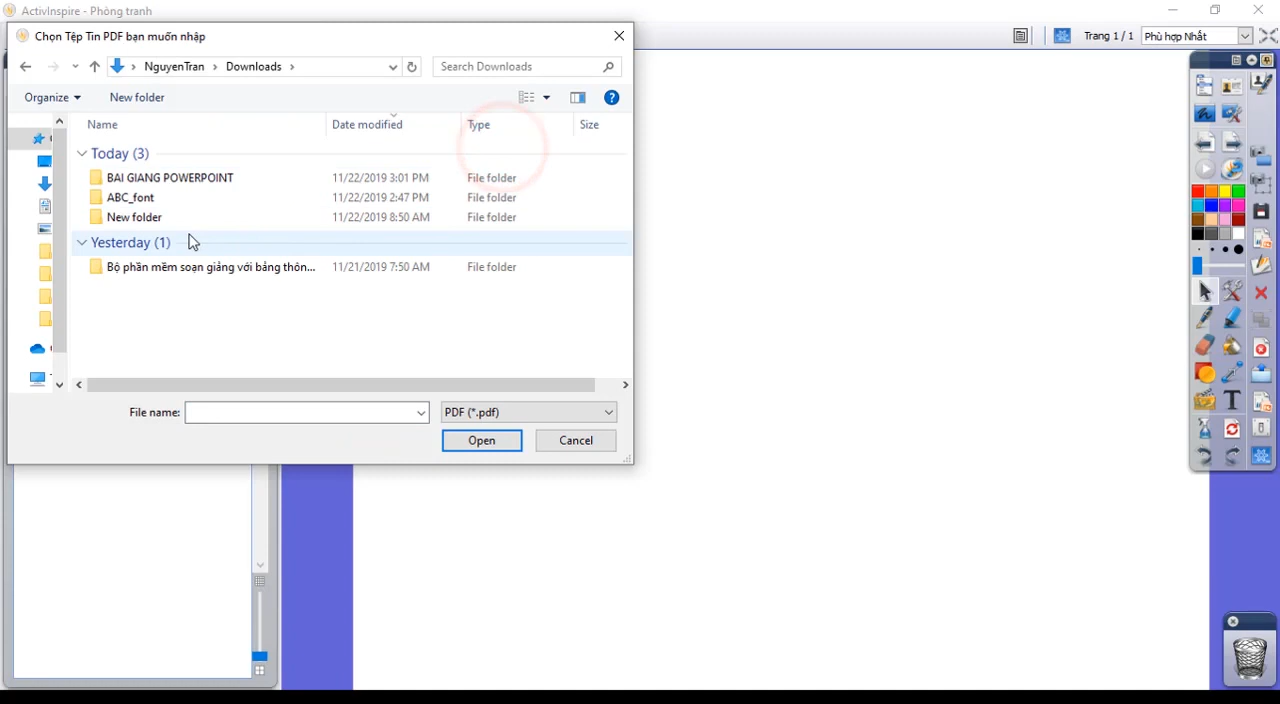 ActivInspire - Phòng tranh
Chọn Tệp Tin PDF bạn muốn nhập
Trang 1 / 1
Phù hợp Nhất
NguyenTran > Downloads >
Search Downloads
Organize
New folder
Name
Date modified
Type
Size
Today (3)
BAI GIANG POWERPOINT 11/22/2019 3:01 PM File folder
ABC_font 11/22/2019 2:47 PM File folder
New folder 11/22/2019 8:50 AM File folder
Yesterday (1)
Bộ phần mềm soạn giảng với bảng thôn... 11/21/2019 7:50 AM File folder
File name:
PDF (*.pdf)
Open
Cancel